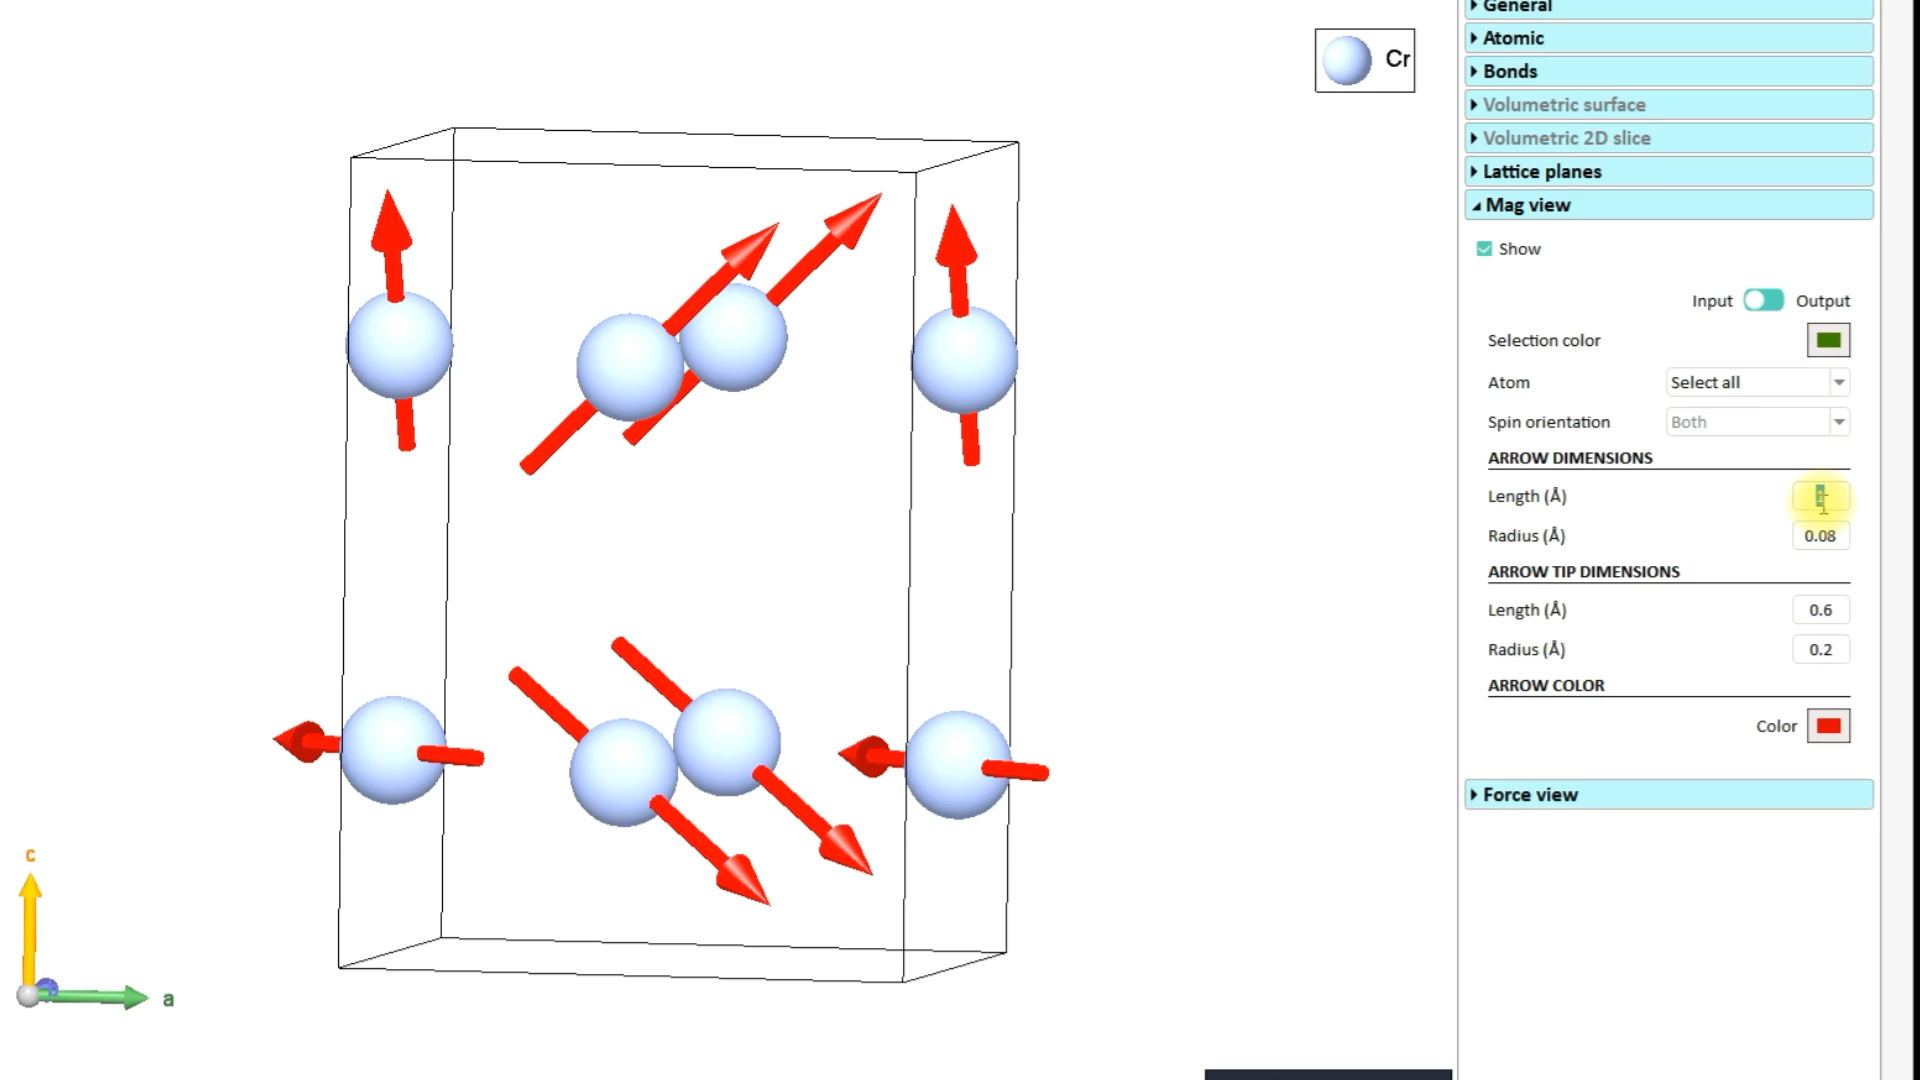 General
Cr
Atomic
Bonds
Volumetric surface
Volumetric 2D slice
Lattice planes
Mag view
Show
Input Output
Selection color
Atom Select all
Spin orientation Both
ARROW DIMENSIONS
Length (Å)
Radius (Å) 0.08
ARROW TIP DIMENSIONS
Length (Å) 0.6
Radius (Å) 0.2
ARROW COLOR
Color
Force view
c
a